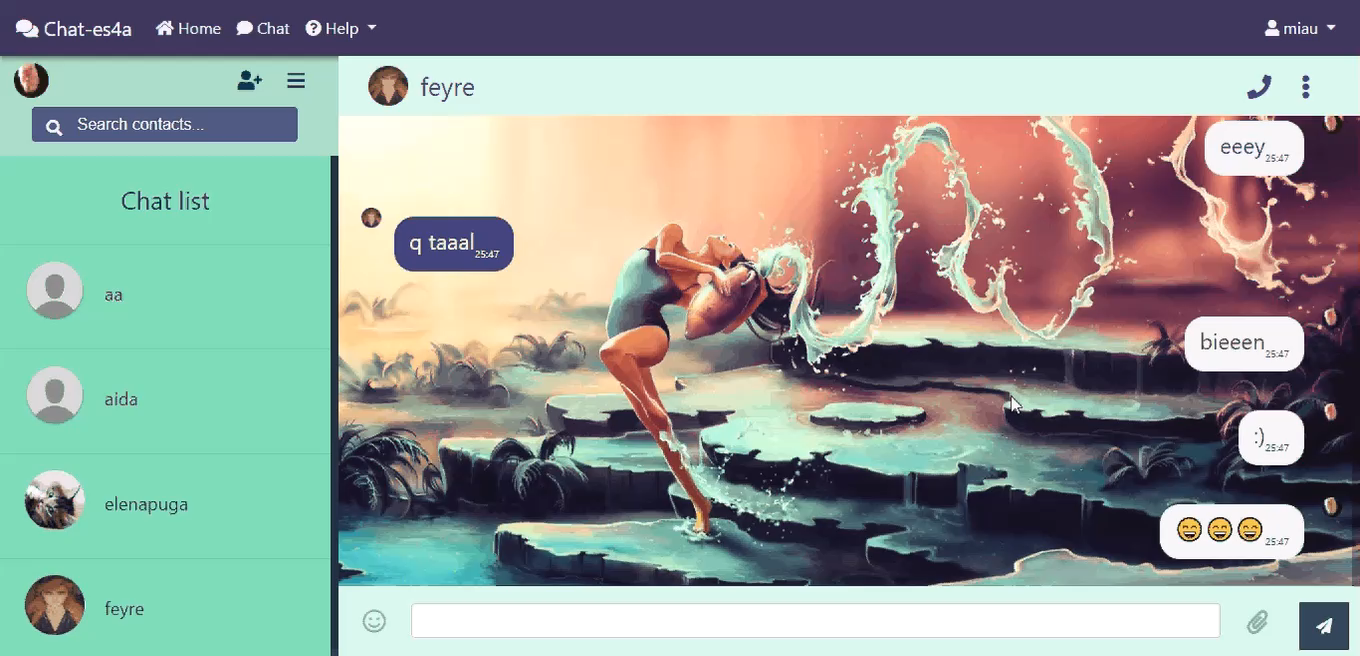 Chat-es4a Home Chat Help miau
Search contacts...
feyre
Chat list
aa
aida
elenapuga
feyre
eeey 25:47
q taaal 25:47
bieeen 25:47
:) 25:47
😄😄😄 25:47